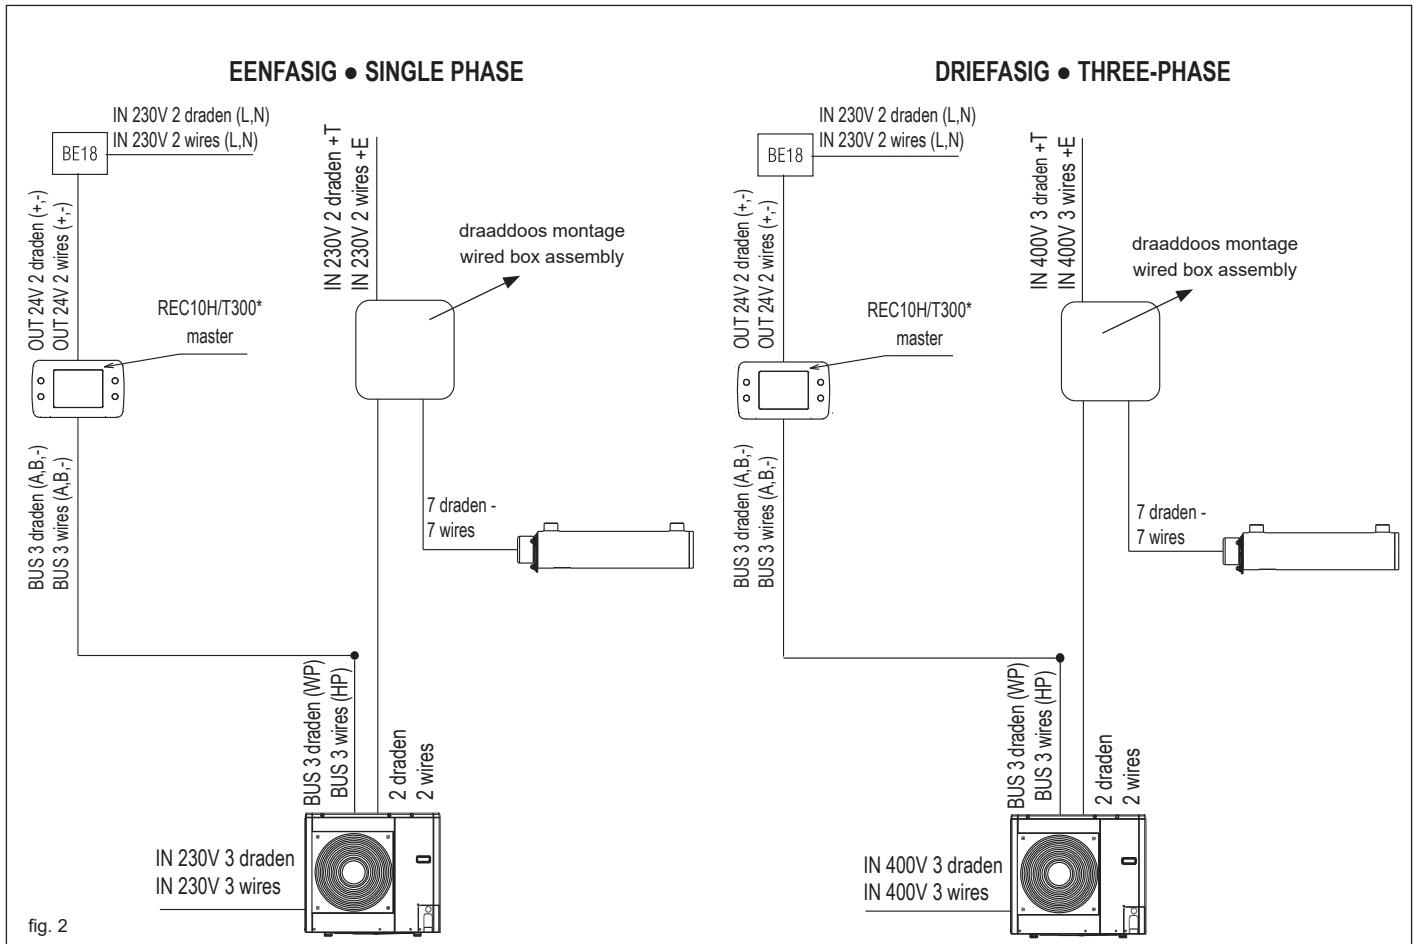 EENFASIG ● SINGLE PHASE
IN 230V 2 draden (L,N)
IN 230V 2 wires (L,N)
BE18
OUT 24V 2 draden (+,-)
OUT 24V 2 wires (+,-)
IN 230V 2 draden +T
IN 230V 2 wires +E
draaddoos montage
wired box assembly
REC10H/T300*
master
BUS 3 draden (A,B,-)
BUS 3 wires (A,B,-)
7 draden -
7 wires
BUS 3 draden (WP)
BUS 3 wires (HP)
2 draden
2 wires
IN 230V 3 draden
IN 230V 3 wires
DRIEFASIG ● THREE-PHASE
IN 230V 2 draden (L,N)
IN 230V 2 wires (L,N)
BE18
OUT 24V 2 draden (+,-)
OUT 24V 2 wires (+,-)
IN 400V 3 draden +T
IN 400V 3 wires +E
draaddoos montage
wired box assembly
REC10H/T300*
master
BUS 3 draden (A,B,-)
BUS 3 wires (A,B,-)
7 draden -
7 wires
BUS 3 draden (WP)
BUS 3 wires (HP)
2 draden
2 wires
IN 400V 3 draden
IN 400V 3 wires
fig. 2